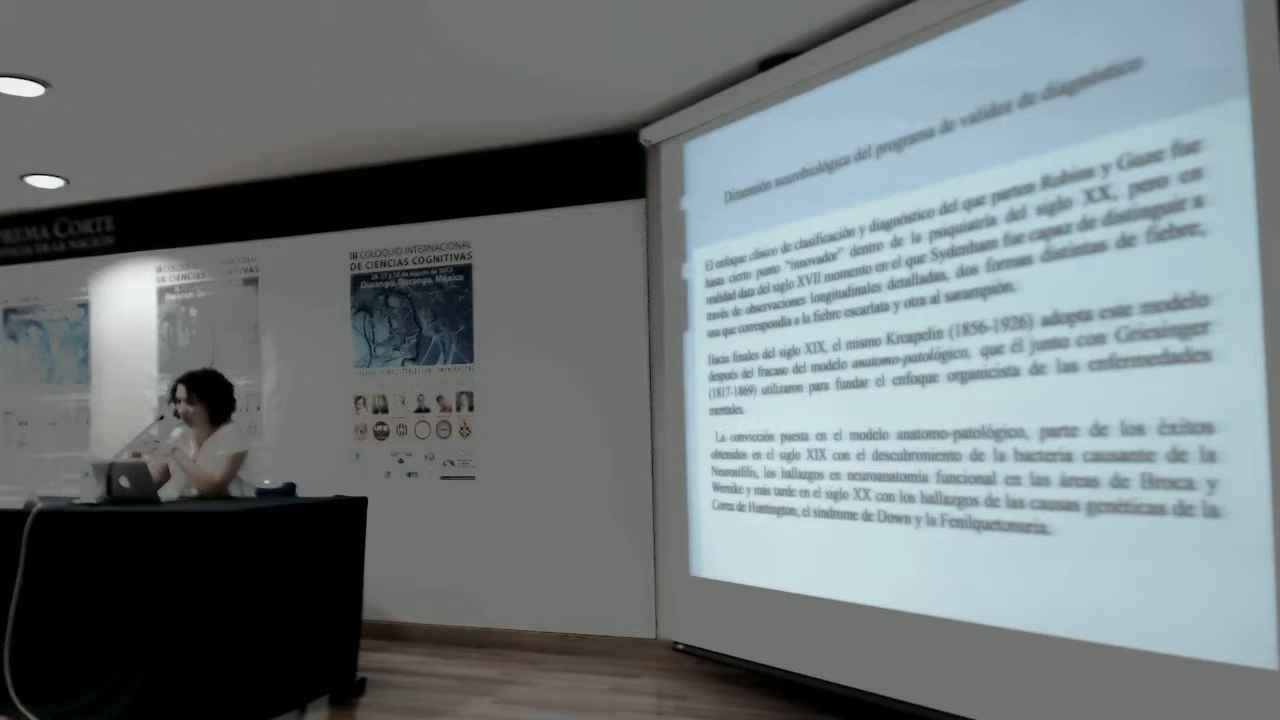 PREMA CORTE
III COLOQUIO INTERNACIONAL
DE CIENCIAS COGNITIVAS
Durango, Durango, México
Dimensión neurobiológica del programa de validez de diagnóstico
El enfoque clínico de clasificación y diagnóstico del que parten Robins y Guze fue
hasta cierto punto "innovador" dentro de la psiquiatría del siglo XX, pero en
realidad data del siglo XVII momento en el que Sydenham fue capaz de distinguir a
través de observaciones longitudinales detalladas, dos formas distintas de fiebre,
una que correspondía a la fiebre escarlata y otra al sarampión.
Hacia finales del siglo XIX, el mismo Kreapelin (1856-1926) adopta este modelo
después del fracaso del modelo anatomo-patológico, que él junto con Griesinger
(1817-1869) utilizaron para fundar el enfoque organicista de las enfermedades
mentales.
La convicción puesta en el modelo anatomo-patológico, parte de los éxitos
obtenidos en el siglo XIX con el descubrimiento de la bacteria causante de la
Neurosífilis, los hallazgos en neuroanatomía funcional en las áreas de Broca y
Wernike y más tarde en el siglo XX con los hallazgos de las causas genéticas de la
Corea de Huntington, el síndrome de Down y la Fenilquetonuria.